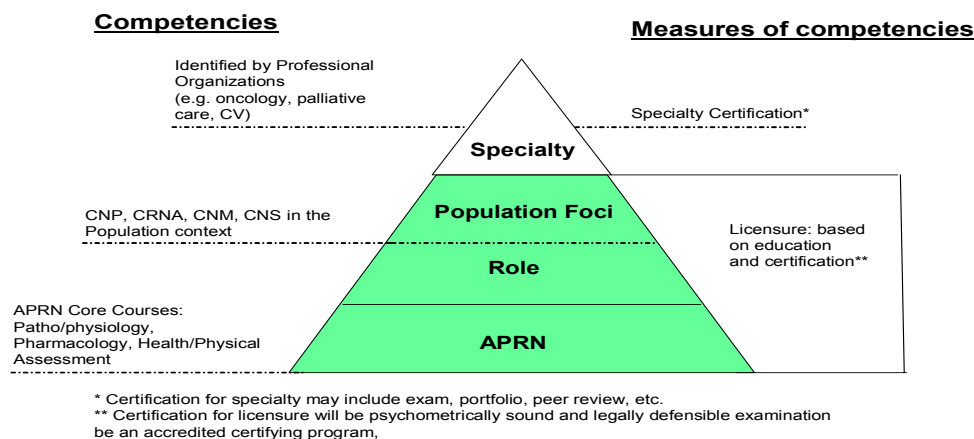 Competencies
Measures of competencies
Identified by Professional
Organizations
(e.g. oncology, palliative
care, CV)
Specialty Certification*
Specialty
CNP, CRNA, CNM, CNS in the
Population context
Population Foci
Licensure: based
on education
and certification**
Role
APRN Core Courses:
Patho/physiology,
Pharmacology, Health/Physical
Assessment
APRN
* Certification for specialty may include exam, portfolio, peer review, etc.
** Certification for licensure will be psychometrically sound and legally defensible examination
be an accredited certifying program,